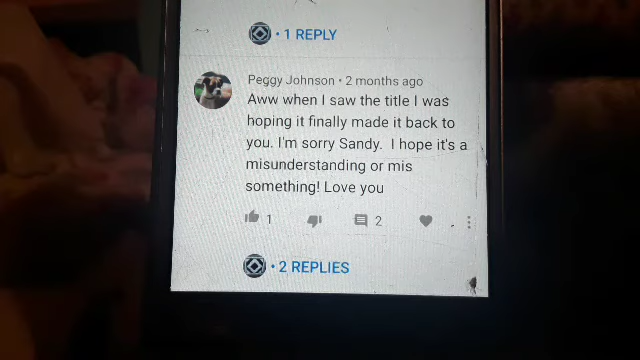 • 1 REPLY
Peggy Johnson • 2 months ago
Aww when I saw the title I was
hoping it finally made it back to
you. I'm sorry Sandy. I hope it's a
misunderstanding or mis
something! Love you
1 2
• 2 REPLIES